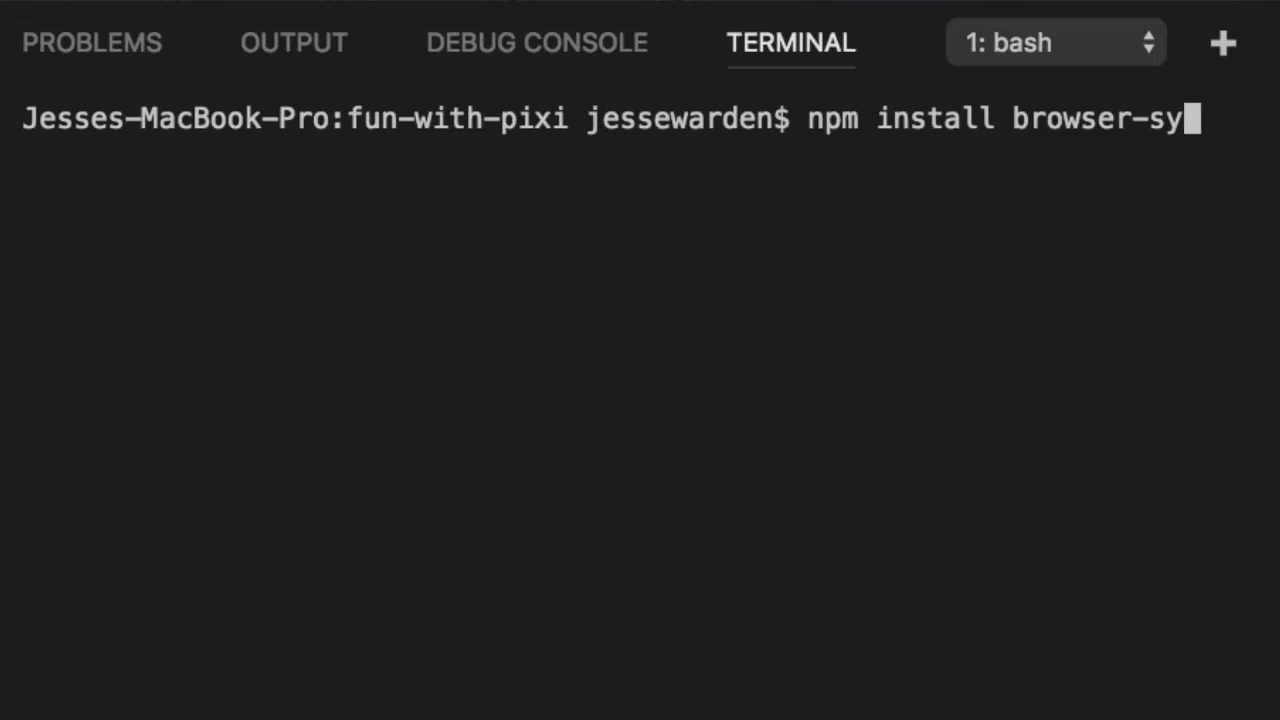 PROBLEMS OUTPUT DEBUG CONSOLE TERMINAL 1: bash
Jesses-MacBook-Pro:fun-with-pixi jessewarden$ npm install browser-sy